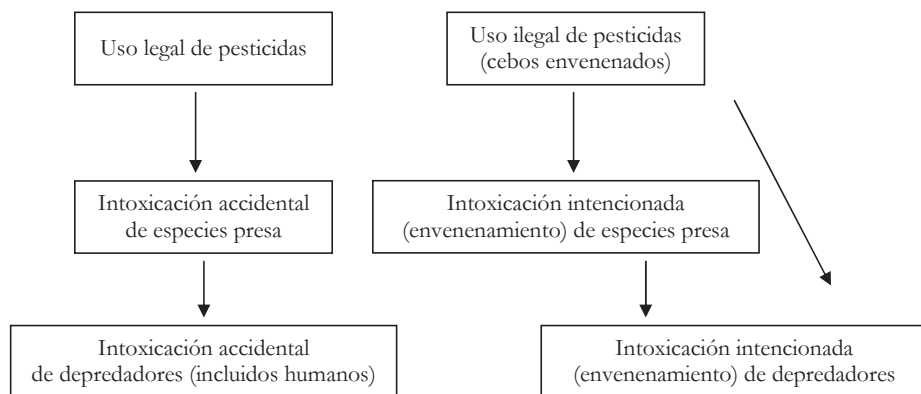 Uso legal de pesticidas
Uso ilegal de pesticidas
(cebos envenenados)
Intoxicación accidental
de especies presa
Intoxicación intencionada
(envenenamiento) de especies presa
Intoxicación accidental
de depredadores (incluidos humanos)
Intoxicación intencionada
(envenenamiento) de depredadores